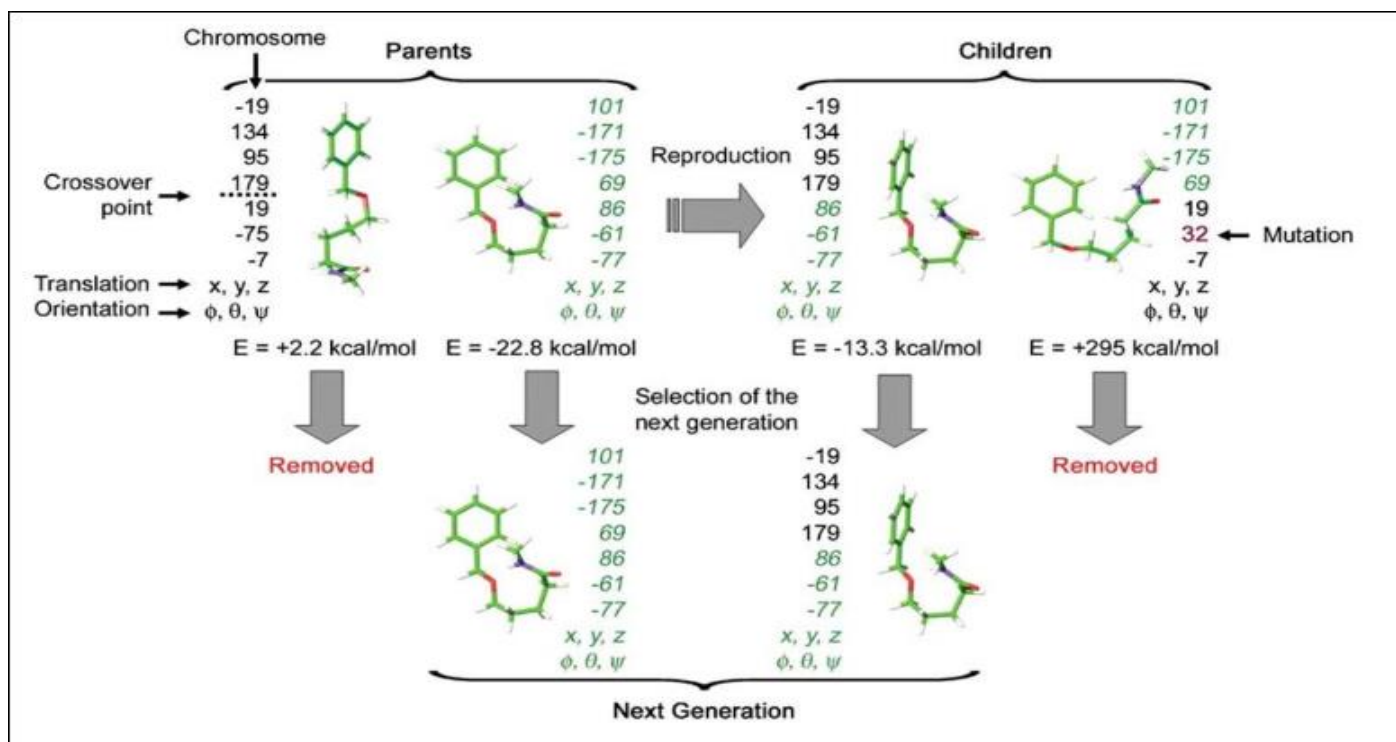 Chromosome
Parents
Children
-19
134
95
179
19
-75
-7
x, y, z
ϕ, θ, ψ
Crossover
point
Translation
Orientation
101
-171
-175
69
86
-61
-77
x, y, z
ϕ, θ, ψ
Reproduction
-19
134
95
179
86
-61
-77
x, y, z
ϕ, θ, ψ
101
-171
-175
69
19
32
-7
x, y, z
ϕ, θ, ψ
Mutation
E = +2.2 kcal/mol
E = -22.8 kcal/mol
E = -13.3 kcal/mol
E = +295 kcal/mol
Selection of the
next generation
Removed
Removed
101
-171
-175
69
86
-61
-77
x, y, z
ϕ, θ, ψ
-19
134
95
179
86
-61
-77
x, y, z
ϕ, θ, ψ
Next Generation